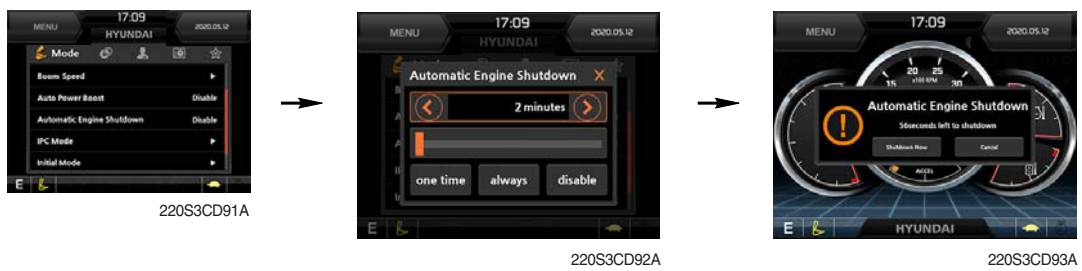 MENU
17:09
HYUNDAI
2020.05.12
Mode
Boom Speed
Auto Power Boost Disable
Automatic Engine Shutdown Disable
IPC Mode
Initial Mode
E
220S3CD91A
MENU
17:09
HYUNDAI
2020.05.12
Automatic Engine Shutdown X
2 minutes
one time always disable
E
220S3CD92A
MENU
17:09
2020.05.12
20 25
x100 RPM
15 30
Automatic Engine Shutdown
56seconds left to shutdown
Shutdown Now Cancel
ACCEL
E
HYUNDAI
220S3CD93A